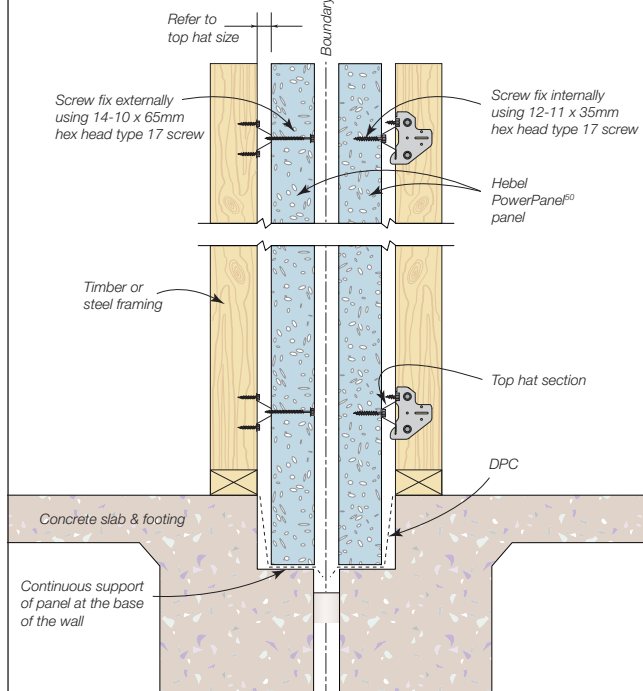 Refer to
top hat size
Boundary
Screw fix externally
using 14-10 x 65mm
hex head type 17 screw
Screw fix internally
using 12-11 x 35mm
hex head type 17 screw
Hebel
PowerPanel⁵⁰
panel
Timber or
steel framing
Top hat section
DPC
Concrete slab & footing
Continuous support
of panel at the base
of the wall